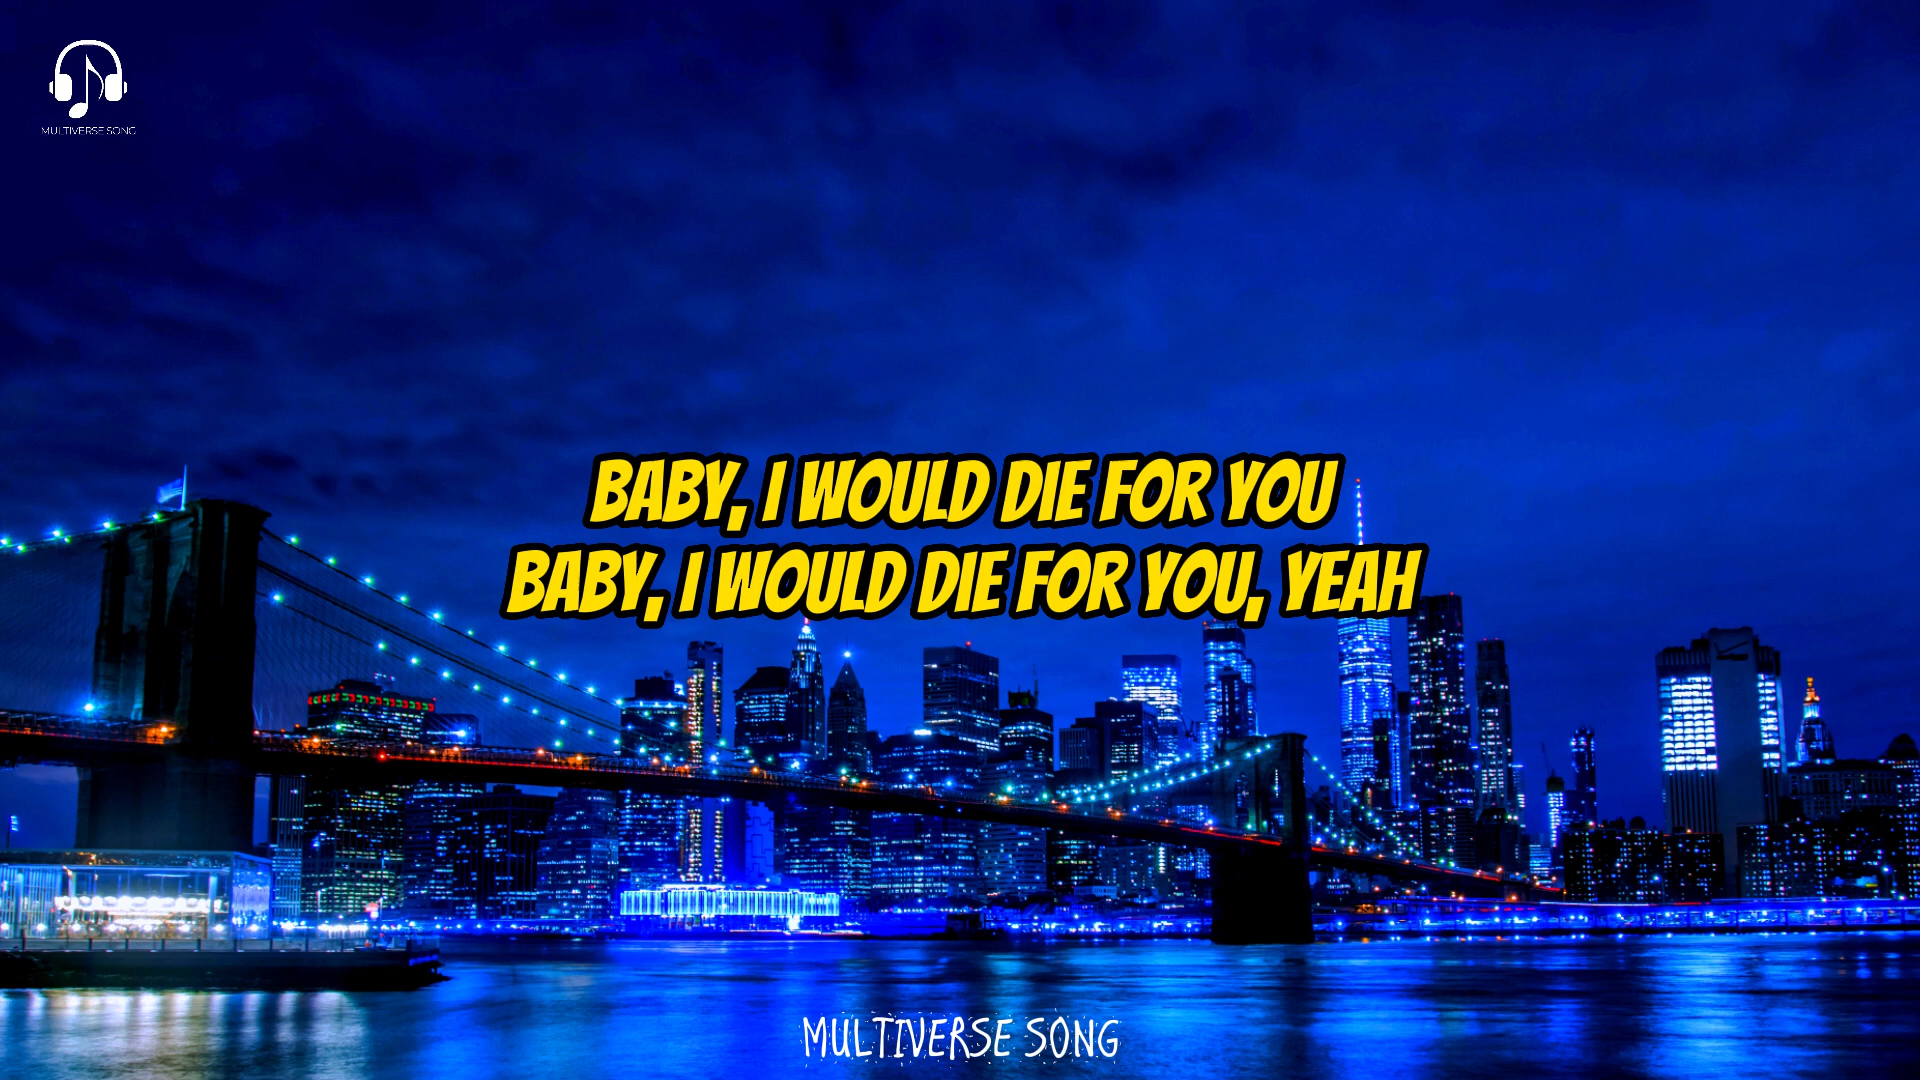 MULTIVERSE SONG
BABY, I WOULD DIE FOR YOU
BABY, I WOULD DIE FOR YOU, YEAH
MULTIVERSE SONG